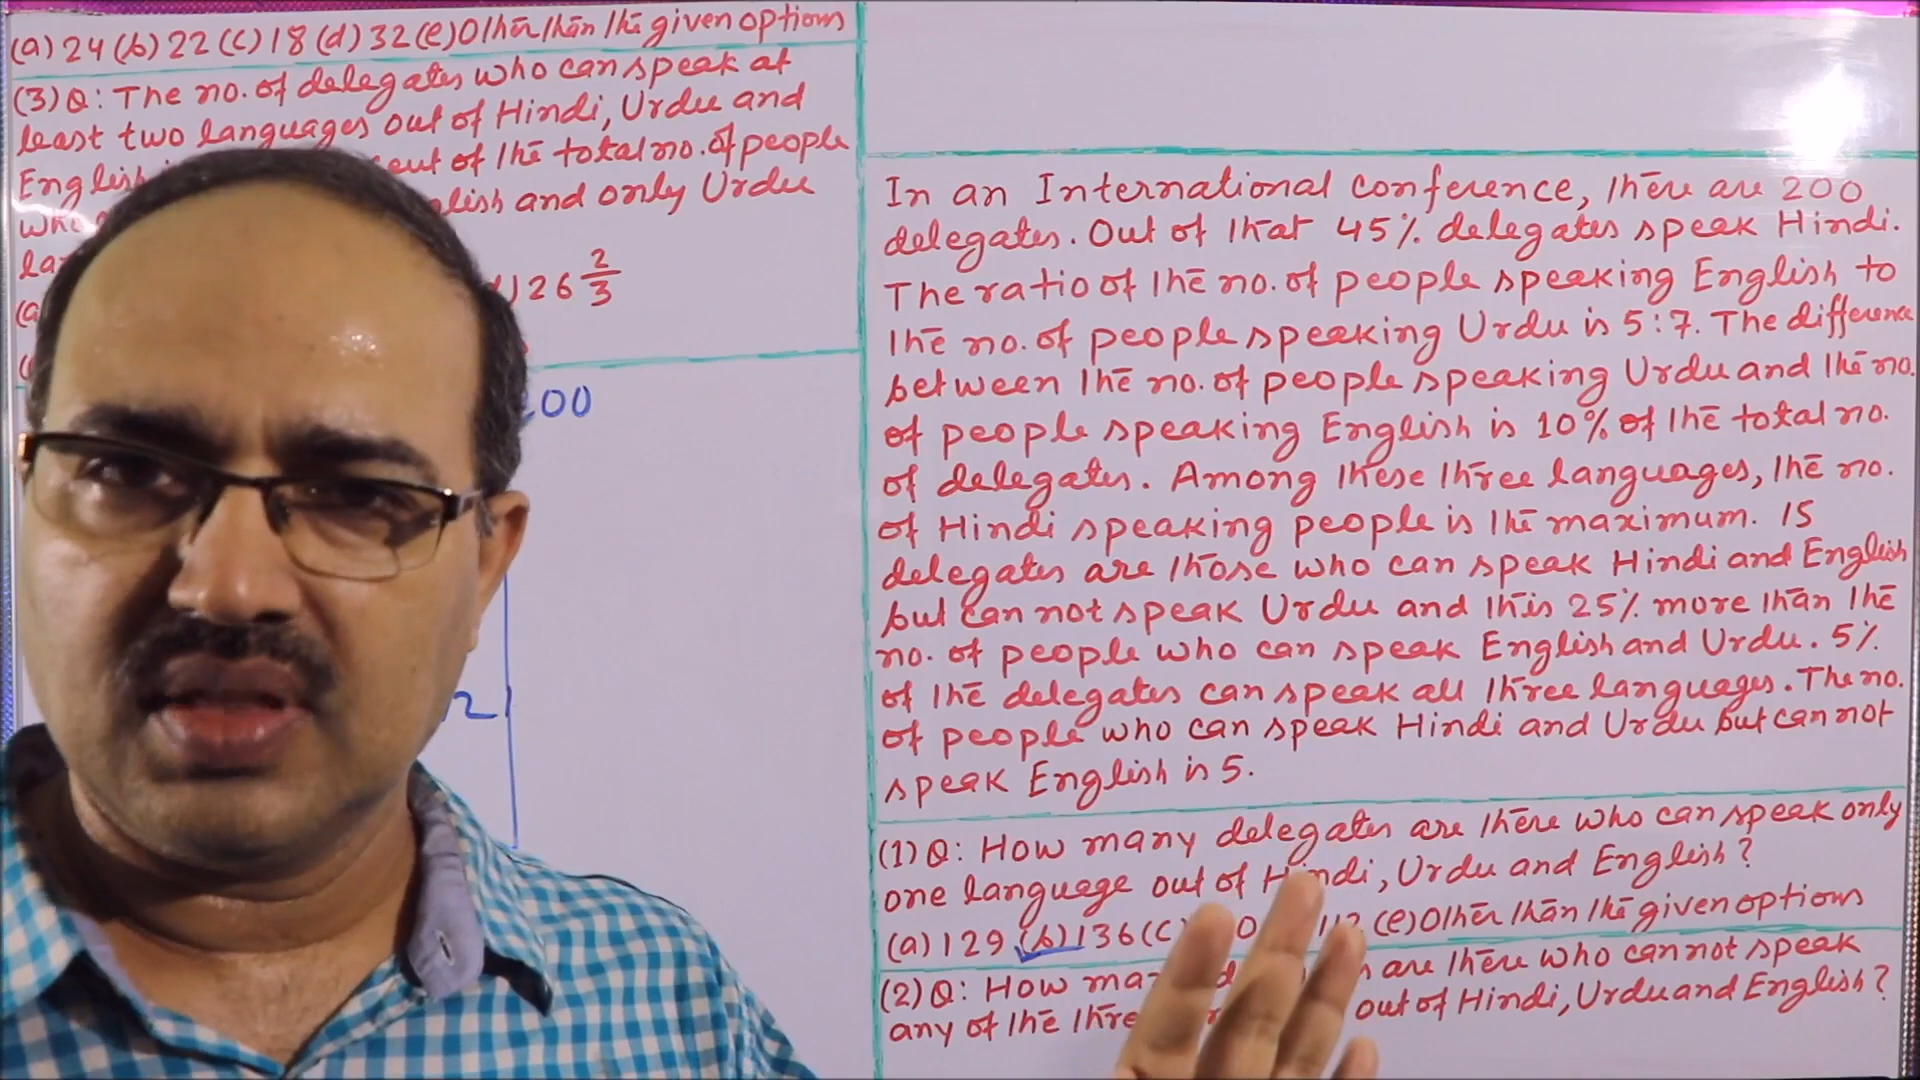 (a) 24 (b) 22 (c) 18 (d) 32 (e) Other than the given options
(3) Q: The no. of delegates who can speak at
least two languages out of Hindi, Urdu and
English out of the total no. of people
who and only Urdu
26 2/3
200
In an International conference, there are 200
delegates. Out of that 45% delegates speak Hindi.
The ratio of the no. of people speaking English to
the no. of people speaking Urdu is 5:7. The difference
between the no. of people speaking Urdu and the no.
of people speaking English is 10% of the total no.
of delegates. Among these three languages, the no.
of Hindi speaking people is the maximum. 15
delegates are those who can speak Hindi and English
but can not speak Urdu and this 25% more than the
no. of people who can speak English and Urdu. 5%
of the delegates can speak all three languages. The no.
of people who can speak Hindi and Urdu but can not
speak English is 5.
(1) Q: How many delegates are there who can speak only
one language out of Hindi, Urdu and English?
(a) 129 (b) 136 (c) (e) Other than the given options
(2) Q: How are there who can not speak
any of the out of Hindi, Urdu and English?